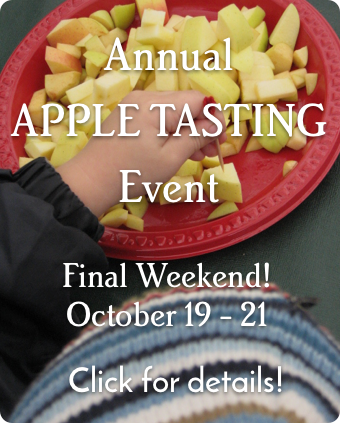 Annual
APPLE TASTING
Event
Final Weekend!
October 19 - 21
Click for details!